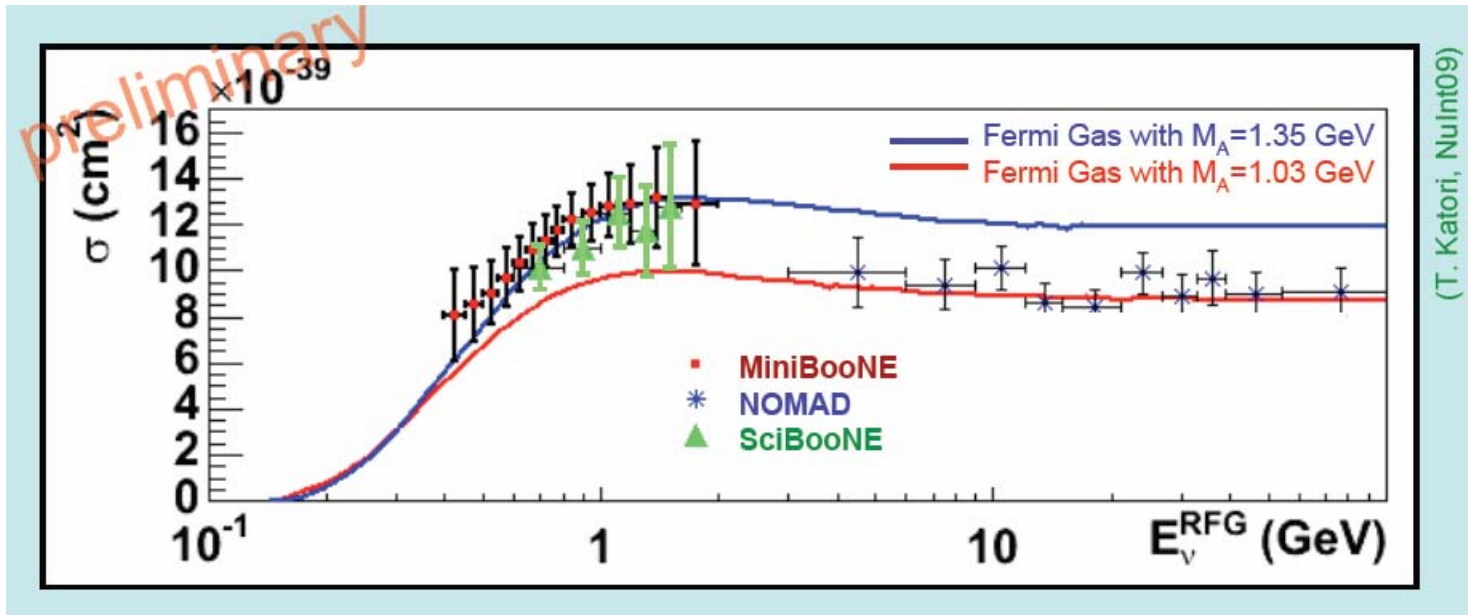 preliminary
×10⁻³⁹
σ (cm²)
16
14
12
10
8
6
4
2
0
Fermi Gas with M_A=1.35 GeV
Fermi Gas with M_A=1.03 GeV
MiniBooNE
NOMAD
SciBooNE
10⁻¹
1
10
E_ν^RFG (GeV)
(T. Katori, NuInt09)